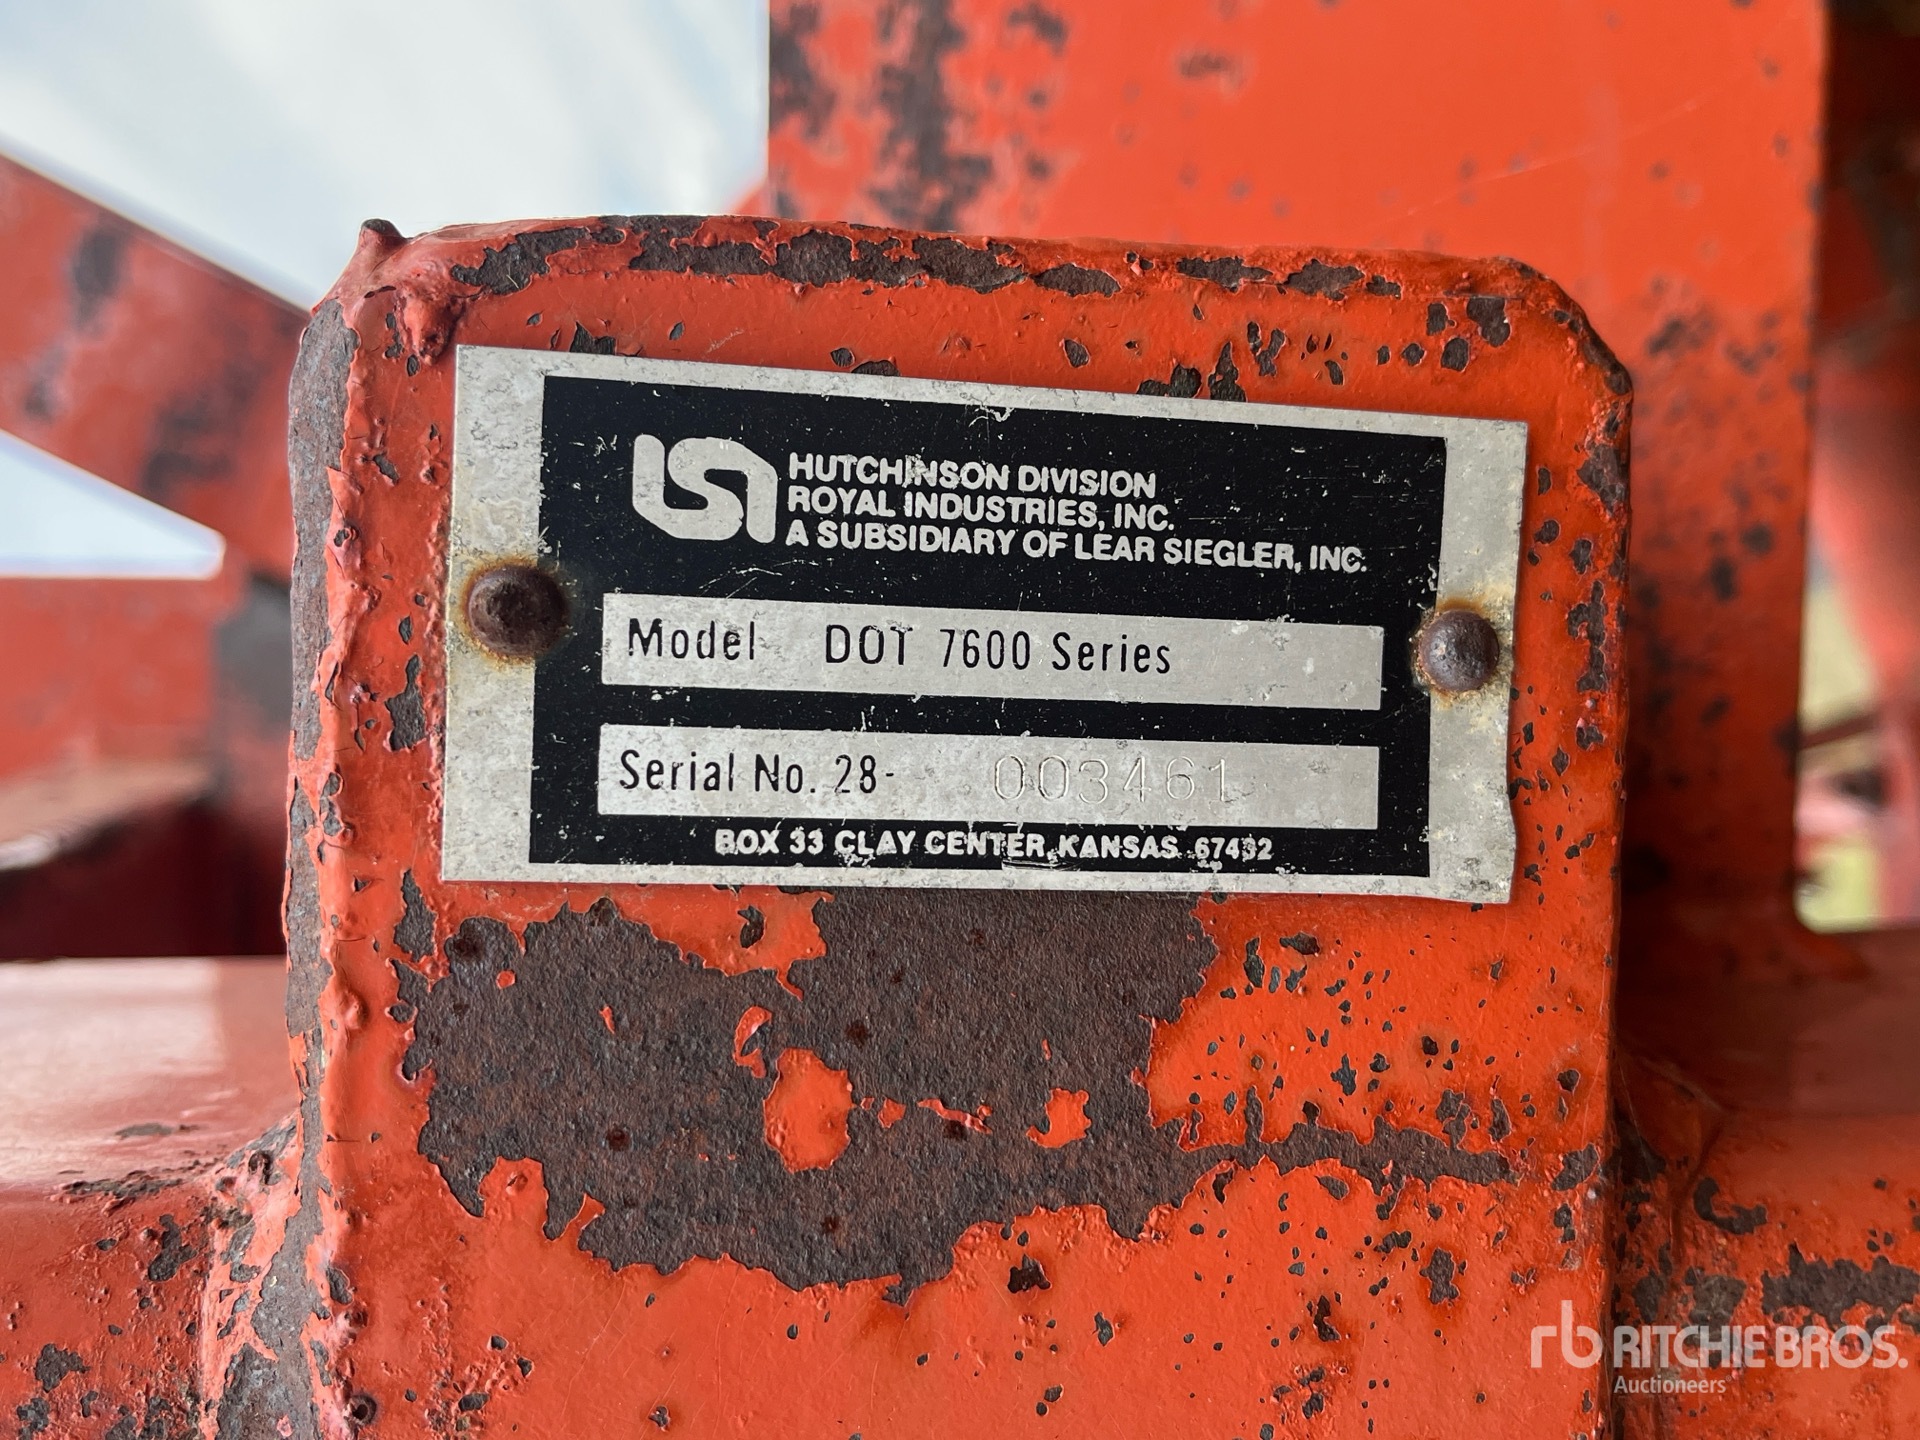 HUTCHINSON DIVISION
ROYAL INDUSTRIES, INC.
A SUBSIDIARY OF LEAR SIEGLER, INC.
Model DOT 7600 Series
Serial No. 28- 003461
BOX 33 CLAY CENTER, KANSAS 67432
rb RITCHIE BROS.
Auctioneers